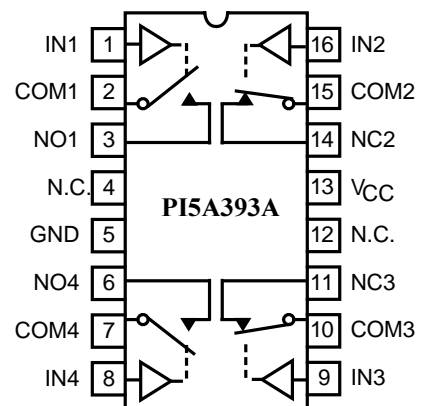 IN1 1 16 IN2
COM1 2 15 COM2
NO1 3 14 NC2
N.C. 4 13 VCC
PI5A393A
GND 5 12 N.C.
NO4 6 11 NC3
COM4 7 10 COM3
IN4 8 9 IN3